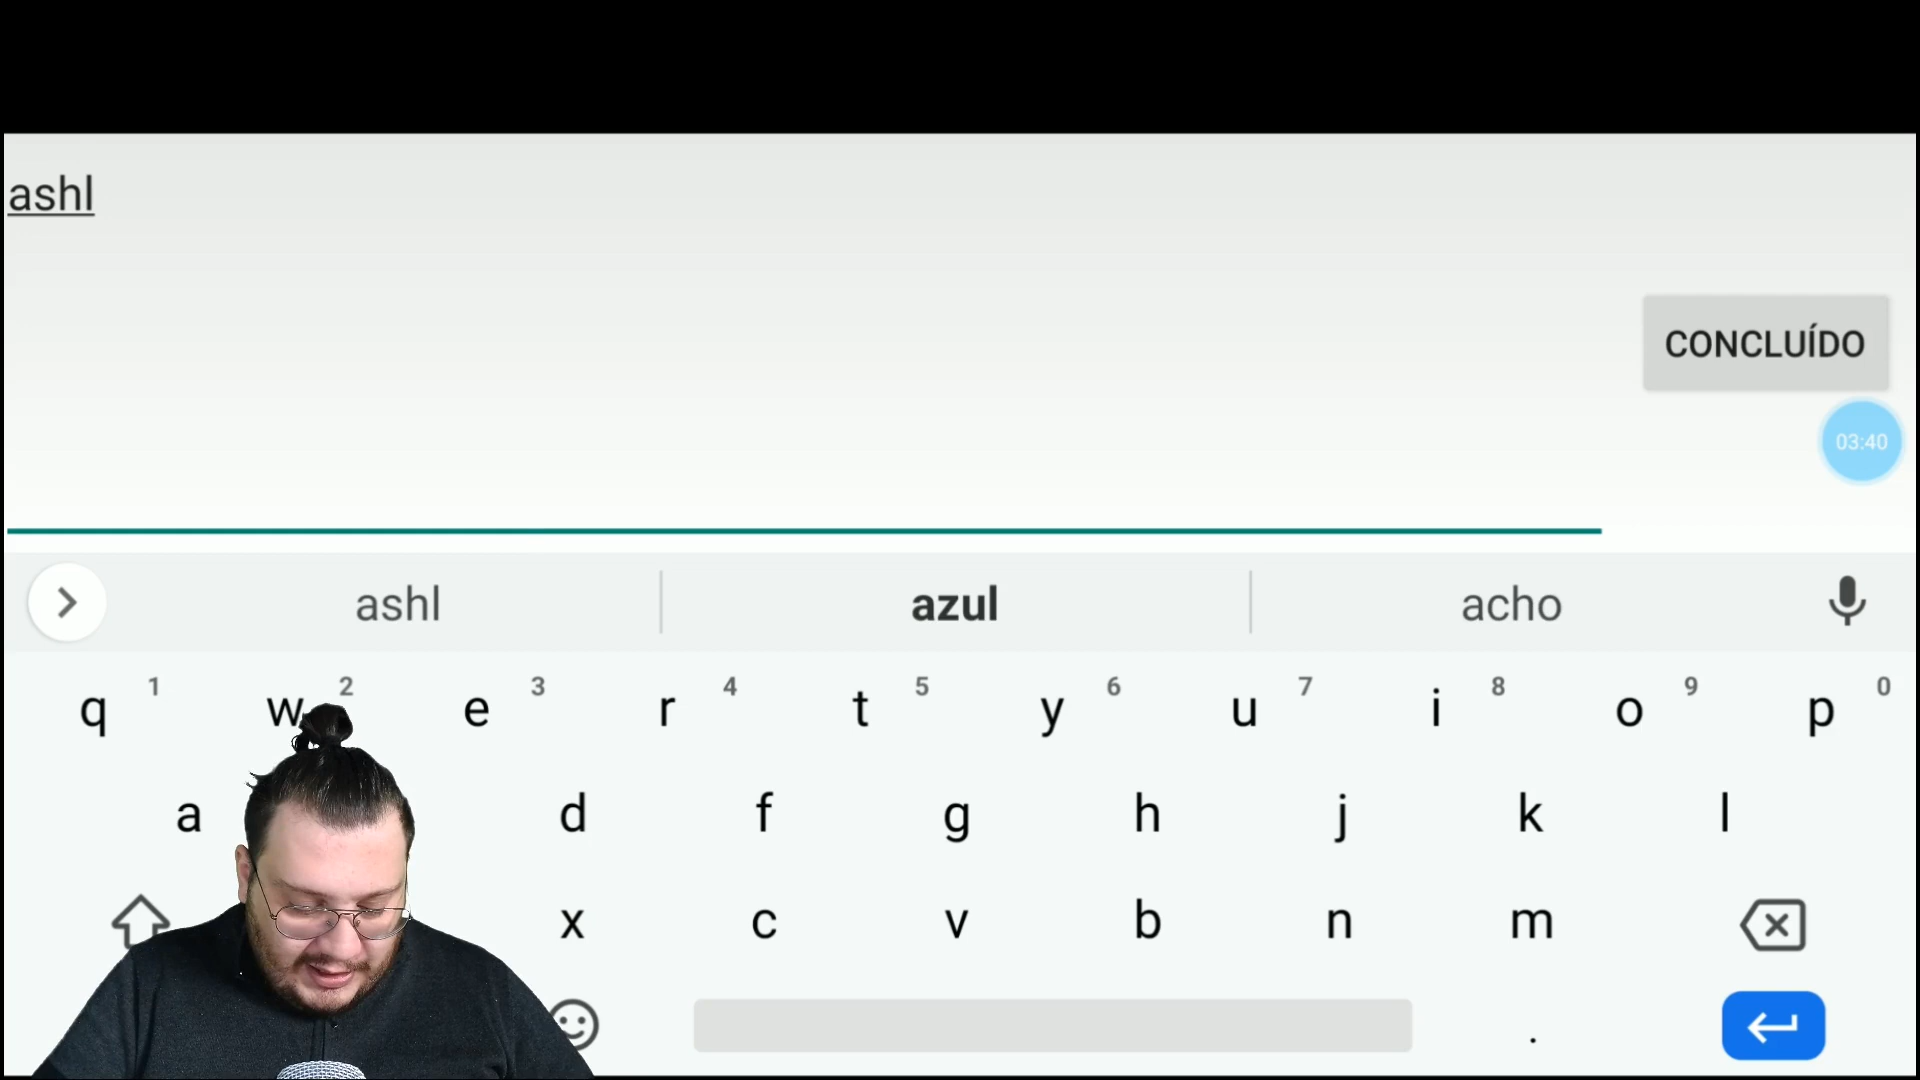 ashl
CONCLUÍDO
03:40
ashl azul acho
q 1 w 2 e 3 r 4 t 5 y 6 u 7 i 8 o 9 p 0
a d f g h j k l
x c v b n m
.